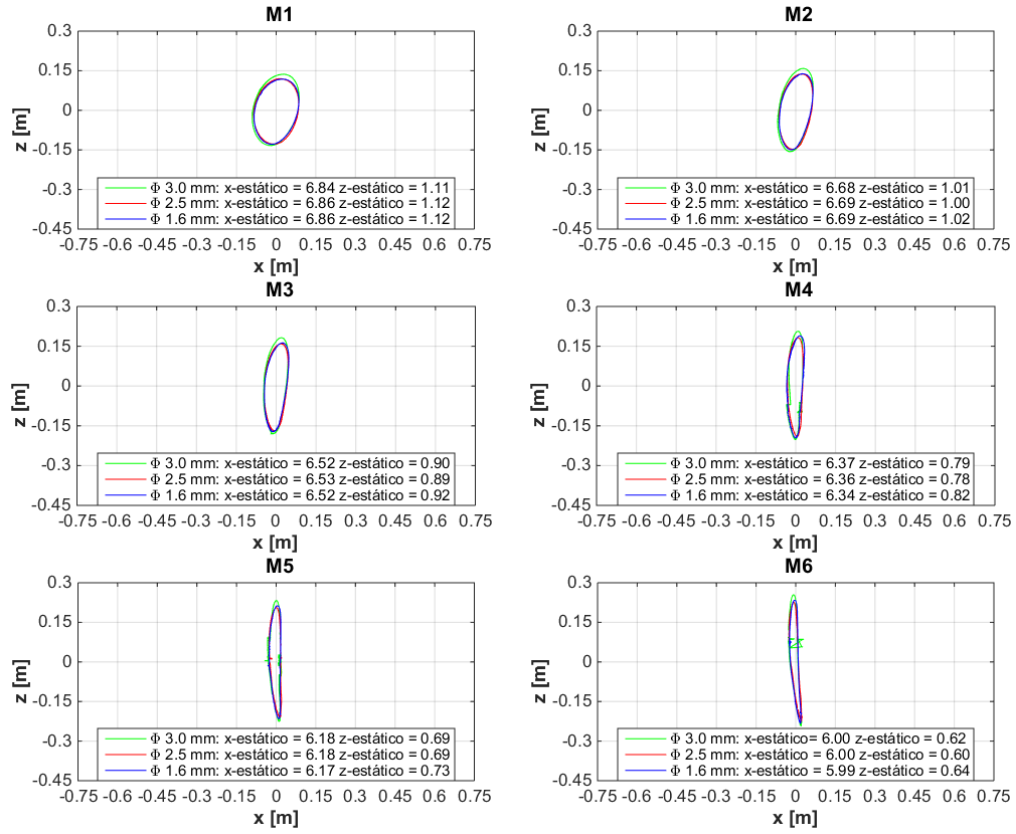 M1
0.3
0.15
0
-0.15
-0.3
-0.45
z [m]
Φ 3.0 mm: x-estático = 6.84 z-estático = 1.11
Φ 2.5 mm: x-estático = 6.86 z-estático = 1.12
Φ 1.6 mm: x-estático = 6.86 z-estático = 1.12
-0.75 -0.6 -0.45 -0.3 -0.15 0 0.15 0.3 0.45 0.6 0.75
x [m]
M2
0.3
0.15
0
-0.15
-0.3
-0.45
z [m]
Φ 3.0 mm: x-estático = 6.68 z-estático = 1.01
Φ 2.5 mm: x-estático = 6.69 z-estático = 1.00
Φ 1.6 mm: x-estático = 6.69 z-estático = 1.02
-0.75 -0.6 -0.45 -0.3 -0.15 0 0.15 0.3 0.45 0.6 0.75
x [m]
M3
0.3
0.15
0
-0.15
-0.3
-0.45
z [m]
Φ 3.0 mm: x-estático = 6.52 z-estático = 0.90
Φ 2.5 mm: x-estático = 6.53 z-estático = 0.89
Φ 1.6 mm: x-estático = 6.52 z-estático = 0.92
-0.75 -0.6 -0.45 -0.3 -0.15 0 0.15 0.3 0.45 0.6 0.75
x [m]
M4
0.3
0.15
0
-0.15
-0.3
-0.45
z [m]
Φ 3.0 mm: x-estático = 6.37 z-estático = 0.79
Φ 2.5 mm: x-estático = 6.36 z-estático = 0.78
Φ 1.6 mm: x-estático = 6.34 z-estático = 0.82
-0.75 -0.6 -0.45 -0.3 -0.15 0 0.15 0.3 0.45 0.6 0.75
x [m]
M5
0.3
0.15
0
-0.15
-0.3
-0.45
z [m]
Φ 3.0 mm: x-estático = 6.18 z-estático = 0.69
Φ 2.5 mm: x-estático = 6.18 z-estático = 0.69
Φ 1.6 mm: x-estático = 6.17 z-estático = 0.73
-0.75 -0.6 -0.45 -0.3 -0.15 0 0.15 0.3 0.45 0.6 0.75
x [m]
M6
0.3
0.15
0
-0.15
-0.3
-0.45
z [m]
Φ 3.0 mm: x-estático= 6.00 z-estático = 0.62
Φ 2.5 mm: x-estático = 6.00 z-estático = 0.60
Φ 1.6 mm: x-estático = 5.99 z-estático = 0.64
-0.75 -0.6 -0.45 -0.3 -0.15 0 0.15 0.3 0.45 0.6 0.75
x [m]